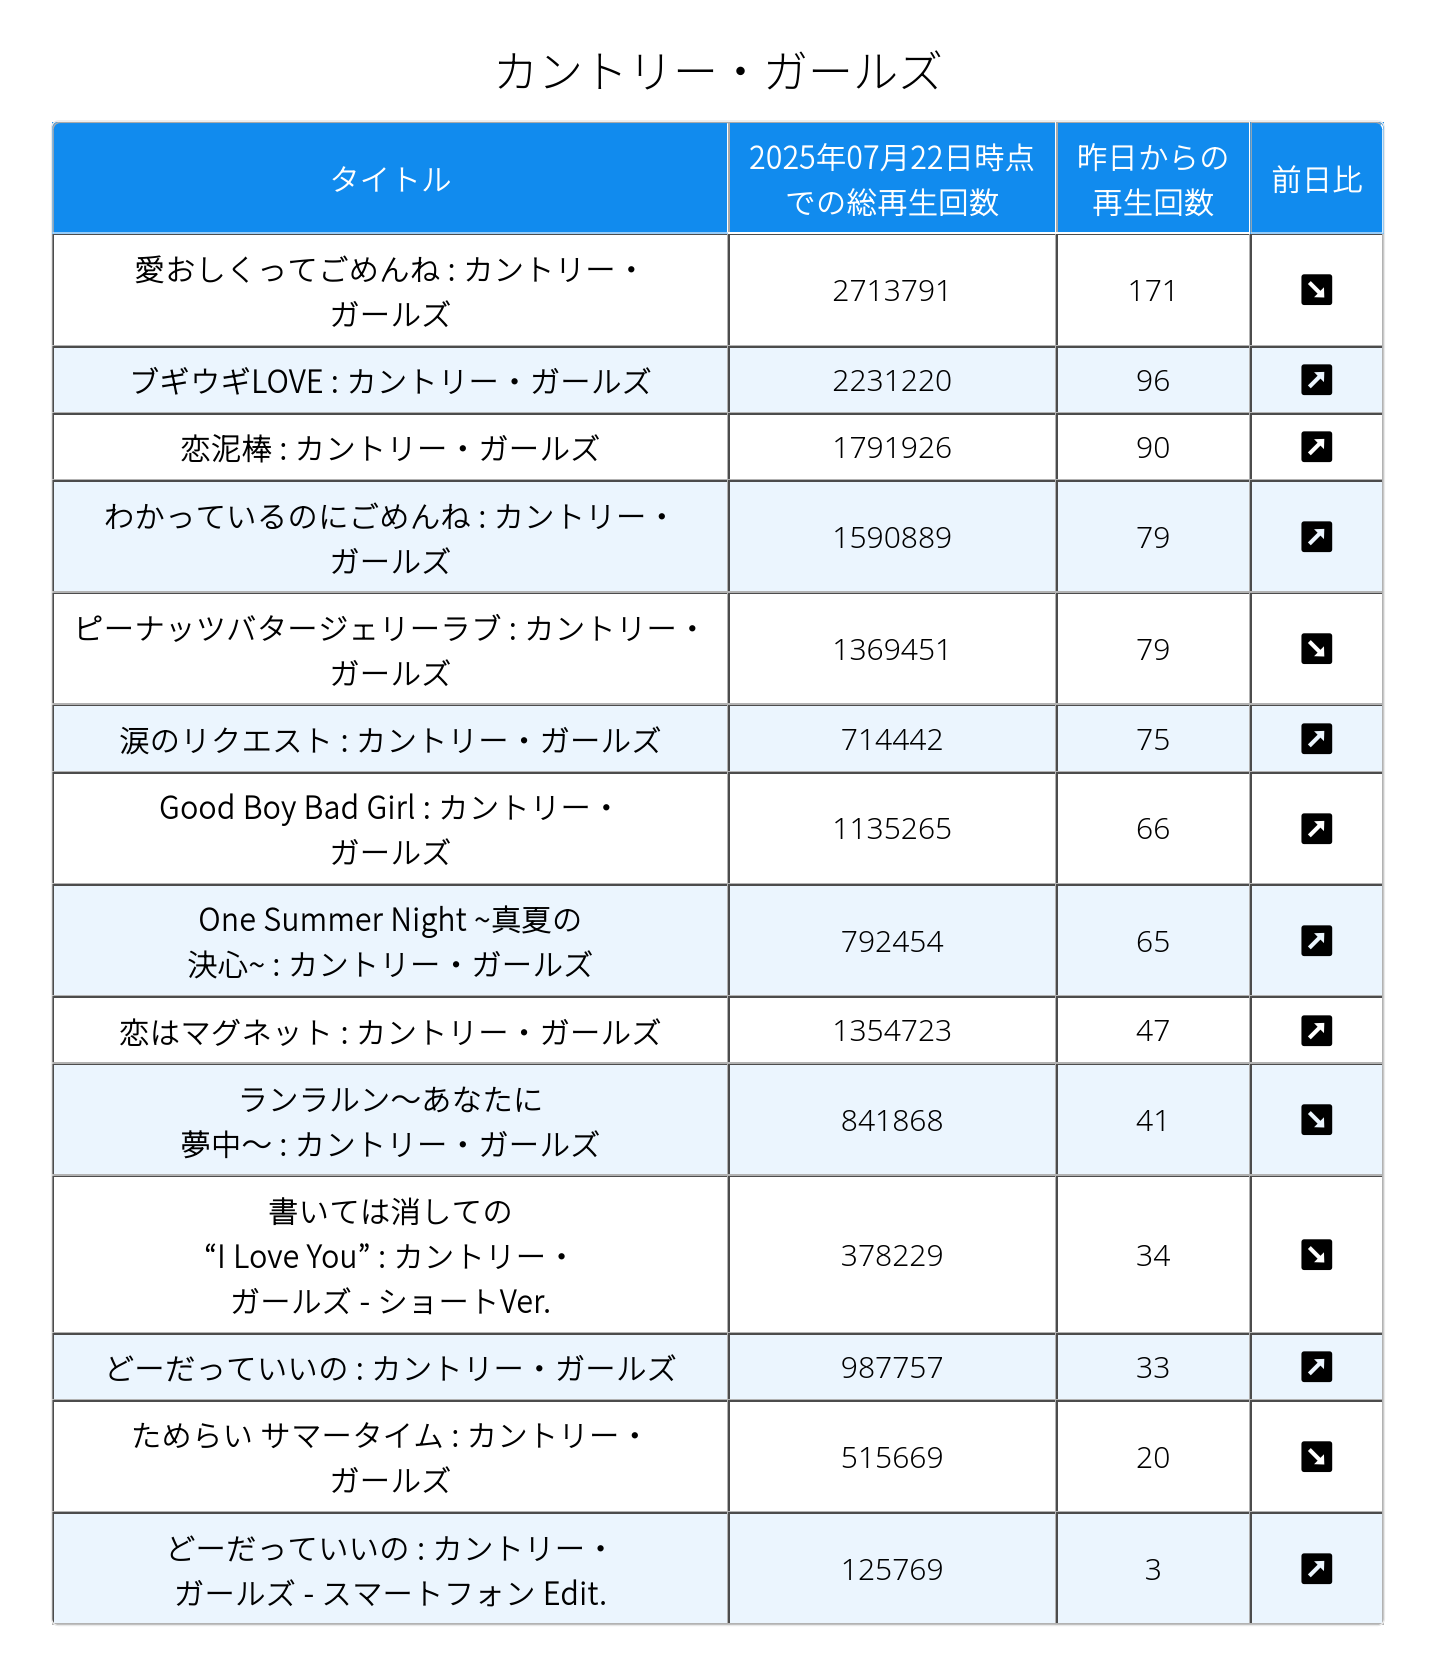 カントリー・ガールズ
タイトル
2025年07月22日時点
での総再生回数
昨日からの
再生回数
前日比
愛おしくってごめんね : カントリー・
ガールズ
2713791
171
ブギウギLOVE : カントリー・ガールズ
2231220
96
恋泥棒 : カントリー・ガールズ
1791926
90
わかっているのにごめんね : カントリー・
ガールズ
1590889
79
ピーナッツバタージェリーラブ : カントリー・
ガールズ
1369451
79
涙のリクエスト : カントリー・ガールズ
714442
75
Good Boy Bad Girl : カントリー・
ガールズ
1135265
66
One Summer Night ~真夏の
決心~ : カントリー・ガールズ
792454
65
恋はマグネット : カントリー・ガールズ
1354723
47
ランラルン〜あなたに
夢中〜 : カントリー・ガールズ
841868
41
書いては消しての
“I Love You” : カントリー・
ガールズ - ショートVer.
378229
34
どーだっていいの : カントリー・ガールズ
987757
33
ためらい サマータイム : カントリー・
ガールズ
515669
20
どーだっていいの : カントリー・
ガールズ - スマートフォン Edit.
125769
3